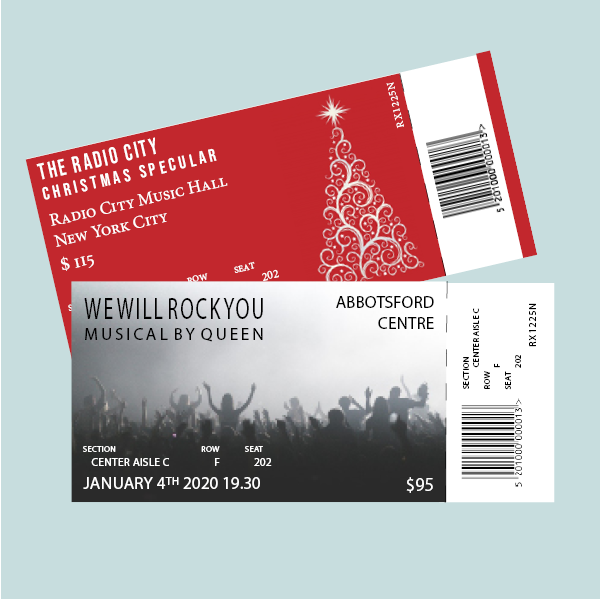 THE RADIO CITY
CHRISTMAS SPECULAR
RADIO CITY MUSIC HALL
NEW YORK CITY
$ 115
ROW
SEAT
202
RX1225N
5 201000 000013 >
WE WILL ROCK YOU
MUSICAL BY QUEEN
ABBOTSFORD
CENTRE
SECTION ROW SEAT
CENTER AISLE C F 202
JANUARY 4TH 2020 19.30
$95
SECTION
CENTER AISLE C
ROW
F
SEAT
202
RX1225N
5 201000 000013 >